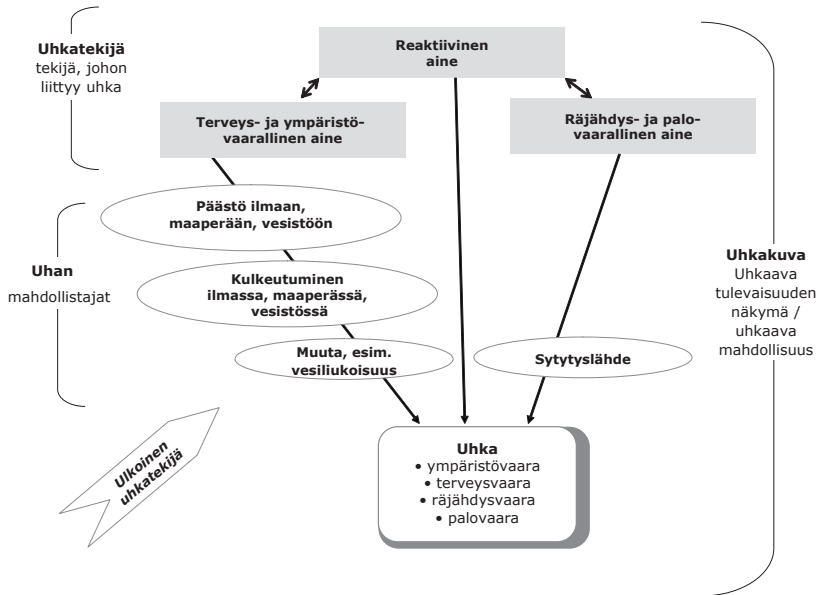 Uhkatekijä
tekijä, johon
liittyy uhka
Reaktiivinen
aine
Terveys- ja ympäristö-
vaarallinen aine
Räjähdys- ja palo-
vaarallinen aine
Päästö ilmaan,
maaperään, vesistöön
Uhan
mahdollistajat
Kulkeutuminen
ilmassa, maaperässä,
vesistössä
Muuta, esim.
vesiliukoisuus
Sytytyslähde
Uhkakuva
Uhkaava
tulevaisuuden
näkymä /
uhkaava
mahdollisuus
Ulkoinen
uhkatekijä
Uhka
• ympäristövaara
• terveysvaara
• räjähdysvaara
• palovaara